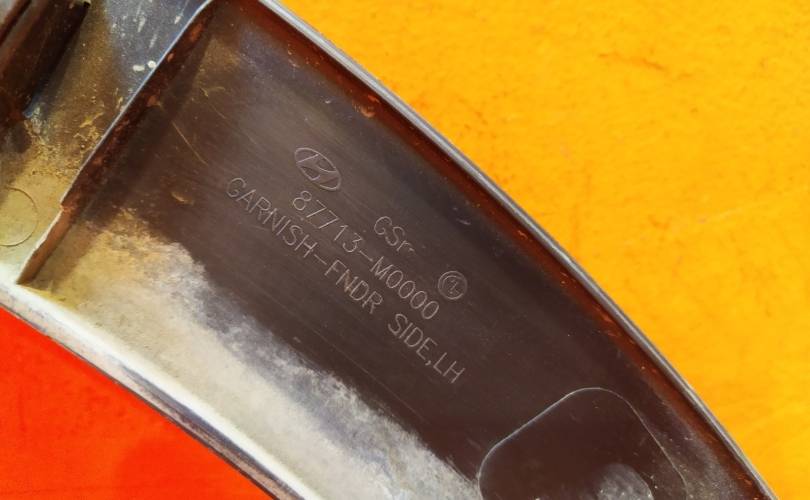 GSr
87713-M0000
GARNISH-FNDR SIDE,LH